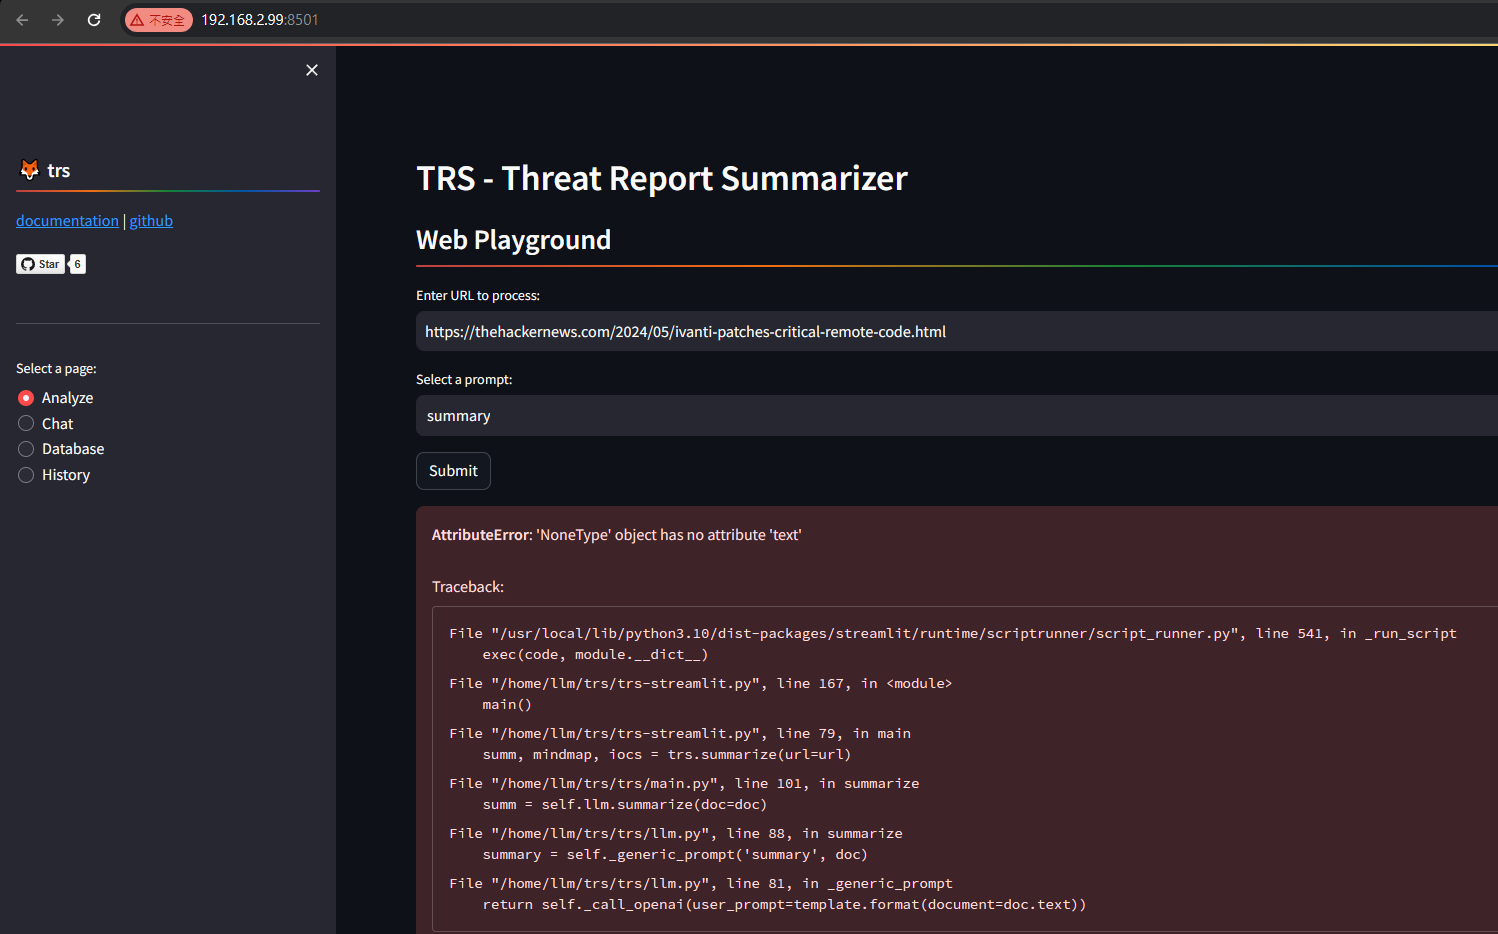 不安全 192.168.2.99:8501
trs
documentation | github
Star 6
Select a page:
Analyze
Chat
Database
History
TRS - Threat Report Summarizer
Web Playground
Enter URL to process:
https://thehackernews.com/2024/05/ivanti-patches-critical-remote-code.html
Select a prompt:
summary
Submit
AttributeError: 'NoneType' object has no attribute 'text'
Traceback:
File "/usr/local/lib/python3.10/dist-packages/streamlit/runtime/scriptrunner/script_runner.py", line 541, in _run_script
    exec(code, module.__dict__)
File "/home/llm/trs/trs-streamlit.py", line 167, in <module>
    main()
File "/home/llm/trs/trs-streamlit.py", line 79, in main
    summ, mindmap, iocs = trs.summarize(url=url)
File "/home/llm/trs/trs/main.py", line 101, in summarize
    summ = self.llm.summarize(doc=doc)
File "/home/llm/trs/trs/llm.py", line 88, in summarize
    summary = self._generic_prompt('summary', doc)
File "/home/llm/trs/trs/llm.py", line 81, in _generic_prompt
    return self._call_openai(user_prompt=template.format(document=doc.text))